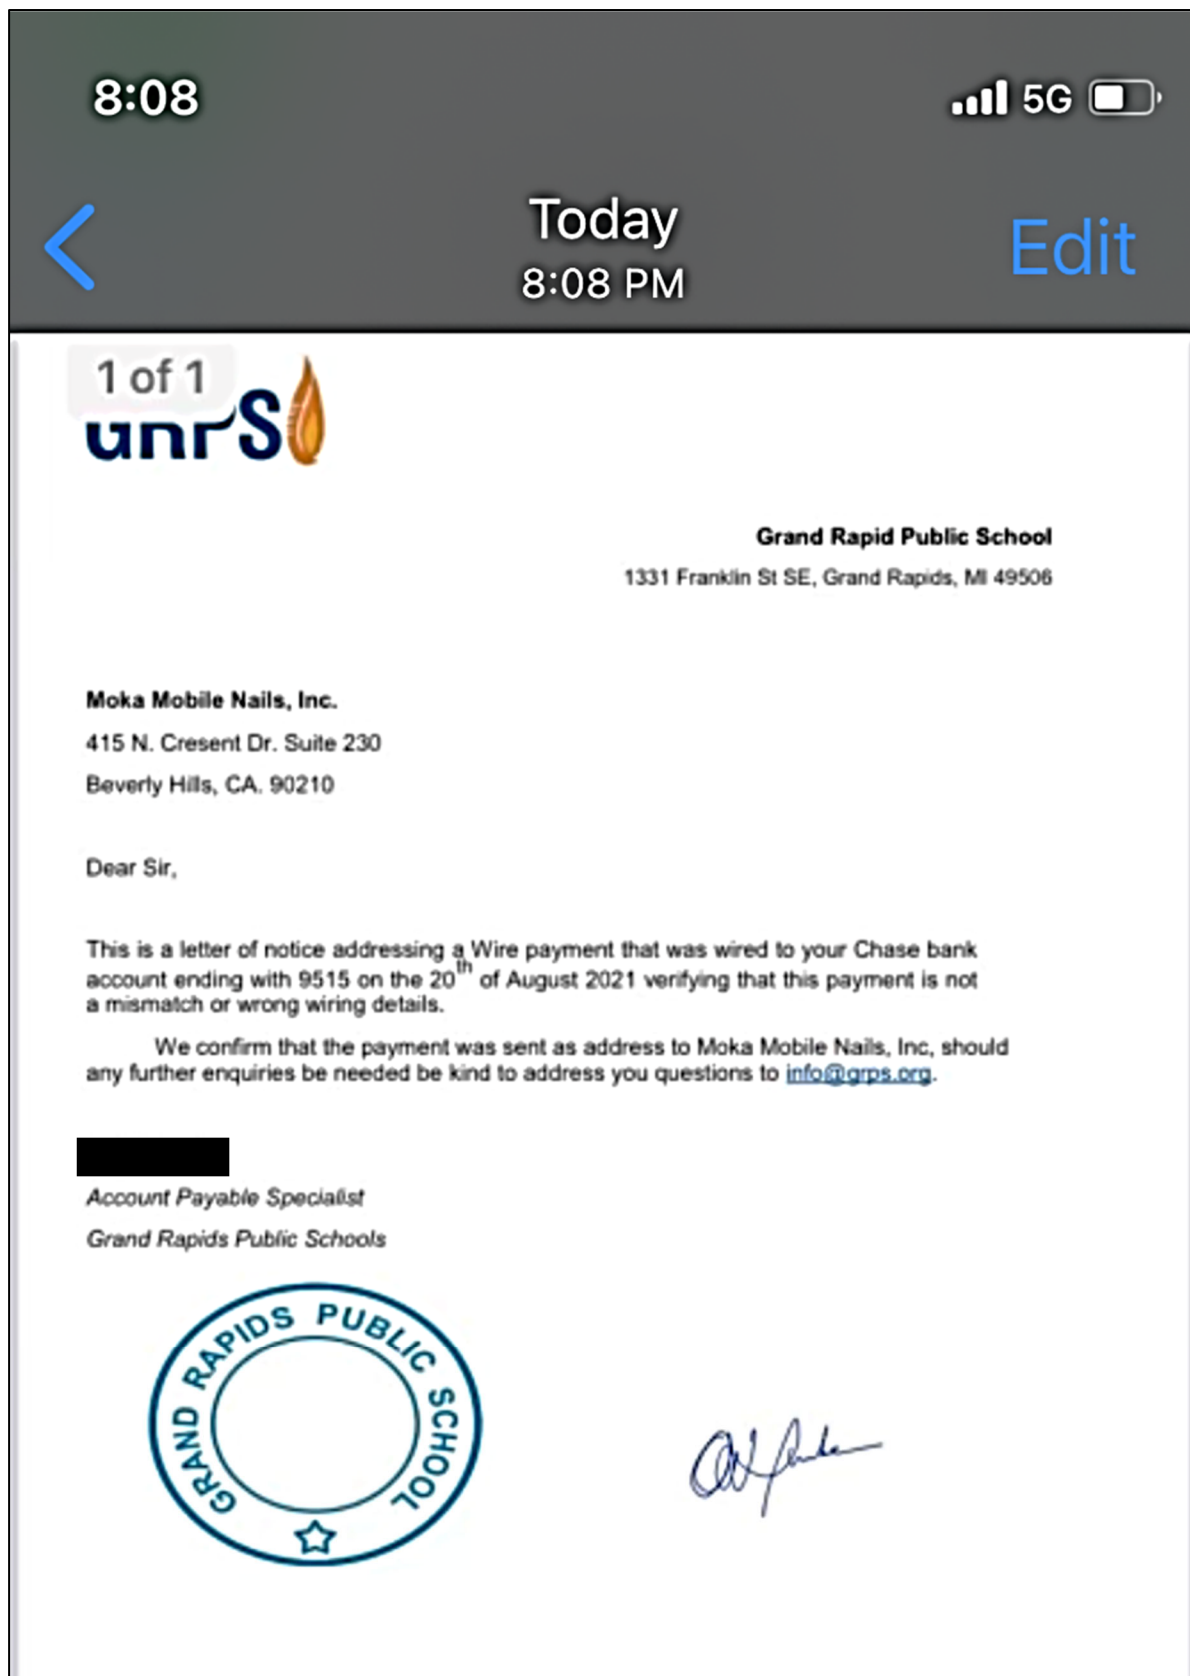 8:08
5G
Today
8:08 PM
Edit
1 of 1
GRPS
Grand Rapid Public School
1331 Franklin St SE, Grand Rapids, MI 49506
Moka Mobile Nails, Inc.
415 N. Cresent Dr. Suite 230
Beverly Hills, CA. 90210
Dear Sir,
This is a letter of notice addressing a Wire payment that was wired to your Chase bank
account ending with 9515 on the 20th of August 2021 verifying that this payment is not
a mismatch or wrong wiring details.
We confirm that the payment was sent as address to Moka Mobile Nails, Inc, should
any further enquiries be needed be kind to address you questions to info@grps.org.
Account Payable Specialist
Grand Rapids Public Schools
GRAND RAPIDS PUBLIC SCHOOL